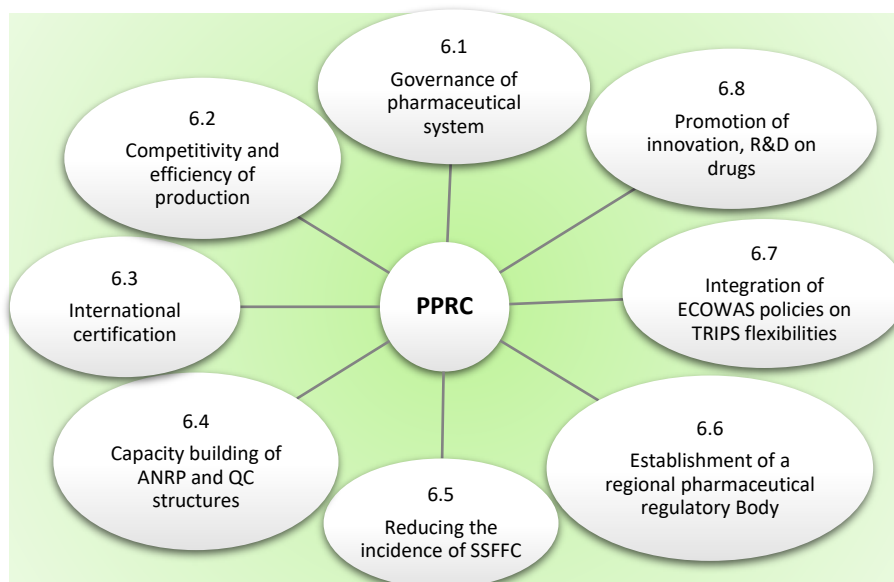 6.1
Governance of
pharmaceutical
system
6.2
Competitivity and
efficiency of
production
6.3
International
certification
6.4
Capacity building of
ANRP and QC
structures
6.5
Reducing the
incidence of SSFFC
6.6
Establishment of a
regional pharmaceutical
regulatory Body
6.7
Integration of
ECOWAS policies on
TRIPS flexibilities
6.8
Promotion of
innovation, R&D on
drugs
PPRC